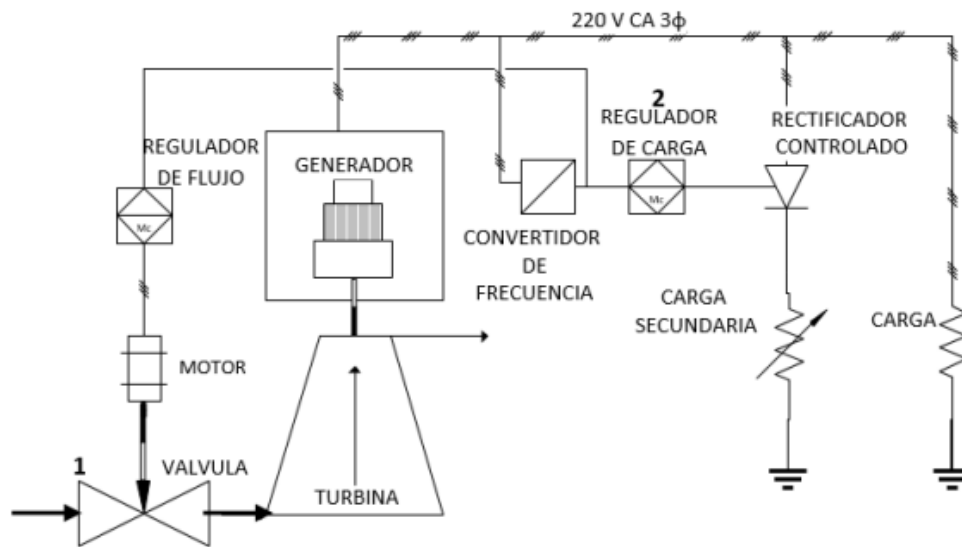 220 V CA 3ϕ
2
REGULADOR
DE FLUJO
GENERADOR
REGULADOR
DE CARGA
RECTIFICADOR
CONTROLADO
Mc
Mc
CONVERTIDOR
DE
FRECUENCIA
CARGA
SECUNDARIA
CARGA
MOTOR
1
VALVULA
TURBINA